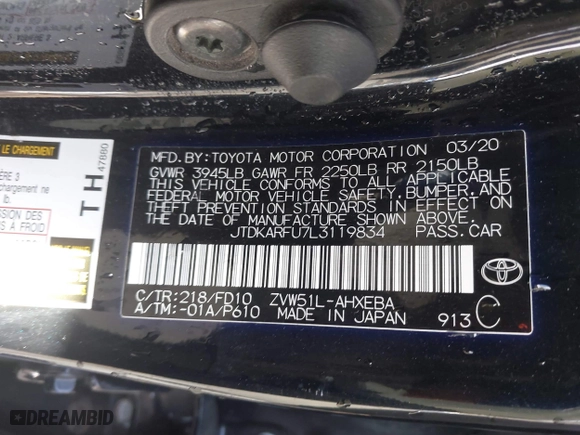 LE CHARGEMENT
TH
47880
MFD. BY: TOYOTA MOTOR CORPORATION 03/20
GVWR 3945LB GAWR FR 2250LB RR 2150LB
THIS VEHICLE CONFORMS TO ALL APPLICABLE
FEDERAL MOTOR VEHICLE SAFETY, BUMPER, AND
THEFT PREVENTION STANDARDS IN EFFECT ON
THE DATE OF MANUFACTURE SHOWN ABOVE.
JTDKARFU7L3119834 PASS. CAR
C/TR: 218/FD10 ZVW51L-AHXEBA
A/TM: -01A/P610 MADE IN JAPAN 913 C
TOYOTA
DREAMBID